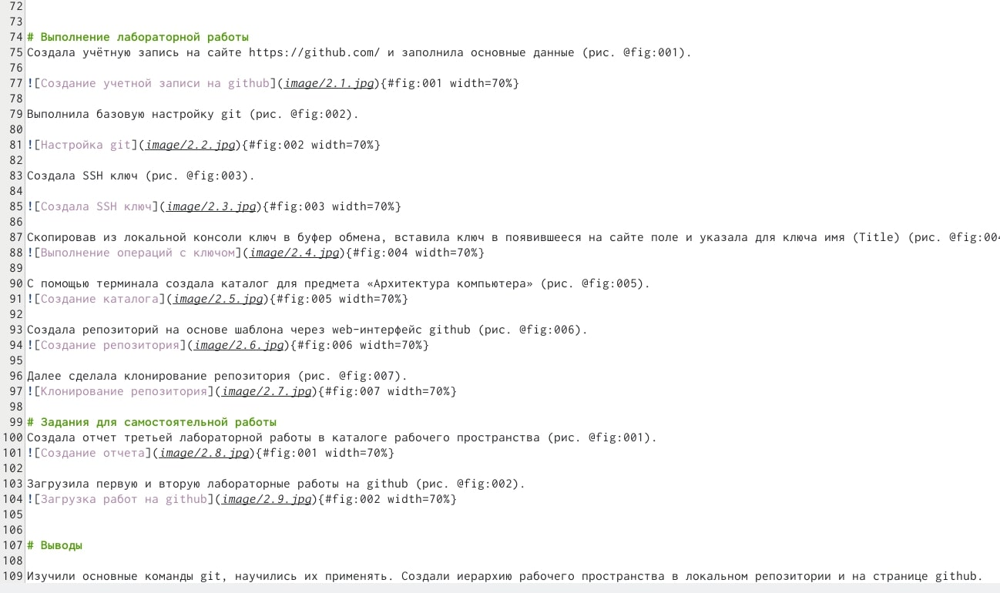 72
73
74 # Выполнение лабораторной работы
75 Создала учётную запись на сайте https://github.com/ и заполнила основные данные (рис. @fig:001).
76
77 ![Создание учетной записи на github](image/2.1.jpg){#fig:001 width=70%}
78
79 Выполнила базовую настройку git (рис. @fig:002).
80
81 ![Настройка git](image/2.2.jpg){#fig:002 width=70%}
82
83 Создала SSH ключ (рис. @fig:003).
84
85 ![Создала SSH ключ](image/2.3.jpg){#fig:003 width=70%}
86
87 Скопировав из локальной консоли ключ в буфер обмена, вставила ключ в появившееся на сайте поле и указала для ключа имя (Title) (рис. @fig:004
88 ![Выполнение операций с ключом](image/2.4.jpg){#fig:004 width=70%}
89
90 С помощью терминала создала каталог для предмета «Архитектура компьютера» (рис. @fig:005).
91 ![Создание каталога](image/2.5.jpg){#fig:005 width=70%}
92
93 Создала репозиторий на основе шаблона через web-интерфейс github (рис. @fig:006).
94 ![Создание репозитория](image/2.6.jpg){#fig:006 width=70%}
95
96 Далее сделала клонирование репозитория (рис. @fig:007).
97 ![Клонирование репозитория](image/2.7.jpg){#fig:007 width=70%}
98
99 # Задания для самостоятельной работы
100 Создала отчет третьей лабораторной работы в каталоге рабочего пространства (рис. @fig:001).
101 ![Создание отчета](image/2.8.jpg){#fig:001 width=70%}
102
103 Загрузила первую и вторую лабораторные работы на github (рис. @fig:002).
104 ![Загрузка работ на github](image/2.9.jpg){#fig:002 width=70%}
105
106
107 # Выводы
108
109 Изучили основные команды git, научились их применять. Создали иерархию рабочего пространства в локальном репозитории и на странице github.